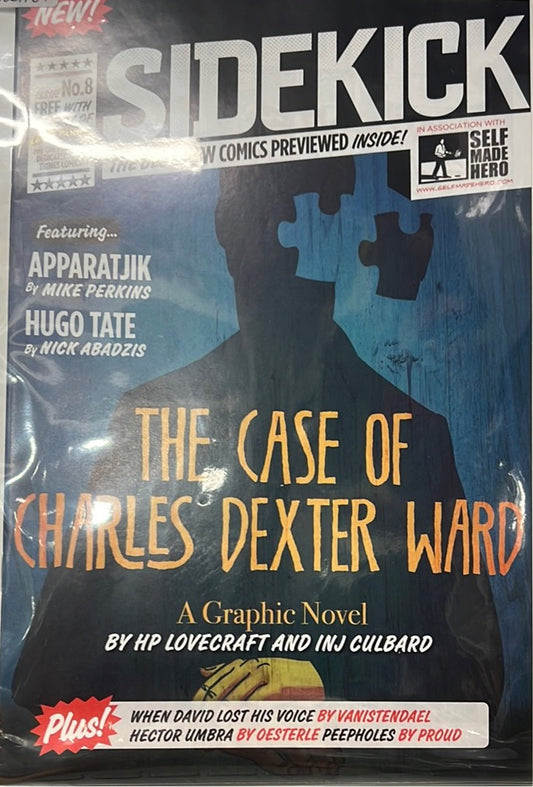 NEW!
SIDEKICK
No.8
FREE WITH
NEW COMICS PREVIEWED INSIDE!
IN ASSOCIATION WITH
SELF
MADE
HERO
WWW.SELFMADEHERO.COM
Featuring...
APPARATJIK
By MIKE PERKINS
HUGO TATE
By NICK ABADZIS
THE CASE OF
CHARLES DEXTER WARD
A Graphic Novel
BY HP LOVECRAFT AND INJ CULBARD
Plus!
WHEN DAVID LOST HIS VOICE BY VANISTENDAEL
HECTOR UMBRA BY OESTERLE PEEPHOLES BY PROUD